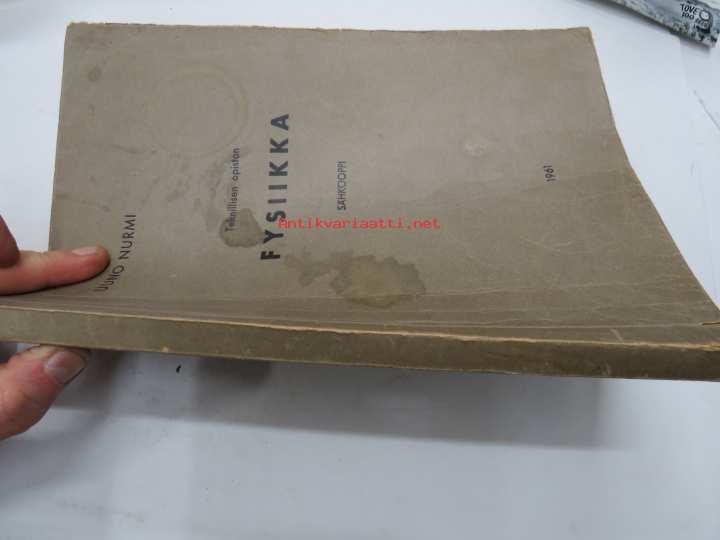 UUNO NURMI
Teknillisen opiston
FYSIIKKA
SÄHKÖOPPI
1961
Antikvariaatti.net